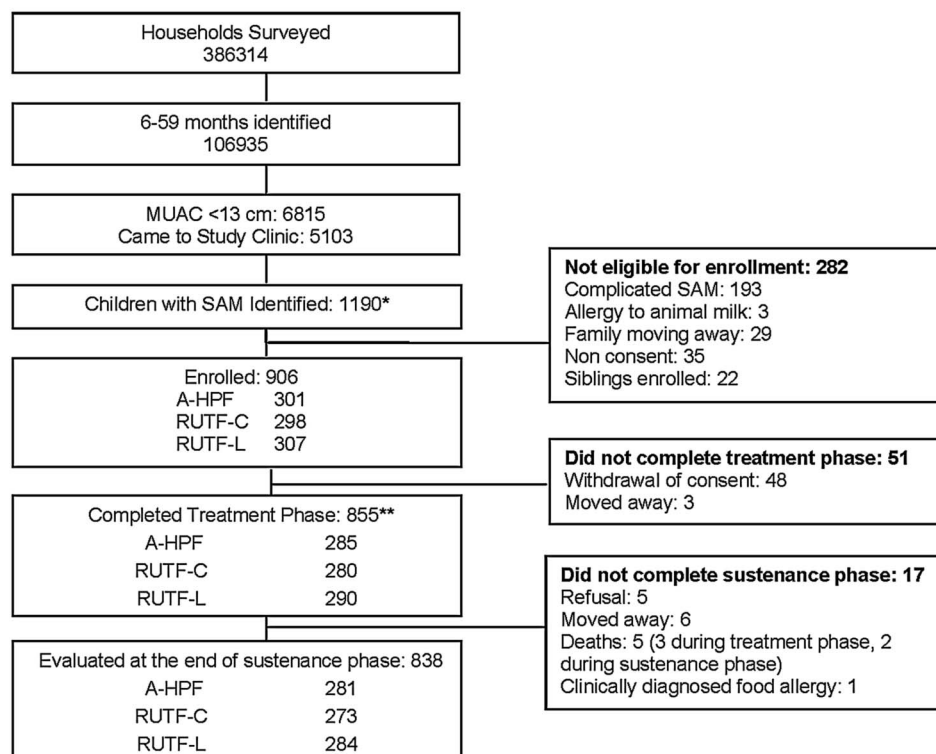 Households Surveyed
386314
6-59 months identified
106935
MUAC <13 cm: 6815
Came to Study Clinic: 5103
Children with SAM Identified: 1190*
Not eligible for enrollment: 282
Complicated SAM: 193
Allergy to animal milk: 3
Family moving away: 29
Non consent: 35
Siblings enrolled: 22
Enrolled: 906
A-HPF 301
RUTF-C 298
RUTF-L 307
Did not complete treatment phase: 51
Withdrawal of consent: 48
Moved away: 3
Completed Treatment Phase: 855**
A-HPF 285
RUTF-C 280
RUTF-L 290
Did not complete sustenance phase: 17
Refusal: 5
Moved away: 6
Deaths: 5 (3 during treatment phase, 2
during sustenance phase)
Clinically diagnosed food allergy: 1
Evaluated at the end of sustenance phase: 838
A-HPF 281
RUTF-C 273
RUTF-L 284